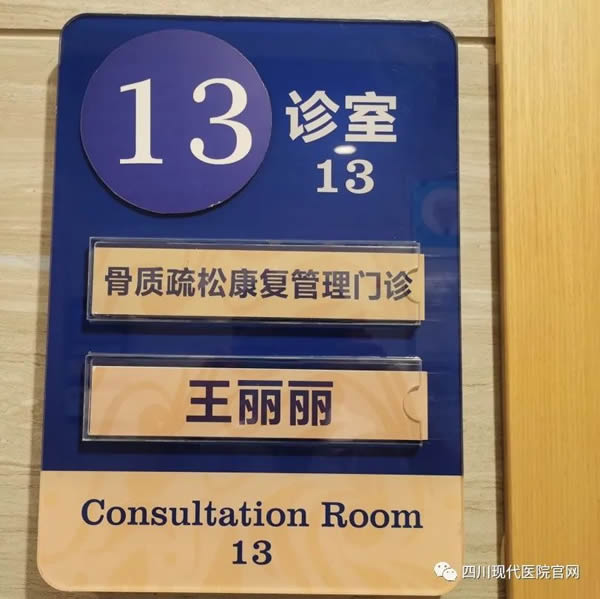 13
诊室
13
骨质疏松康复管理门诊
王丽丽
Consultation Room
13
四川现代医院官网